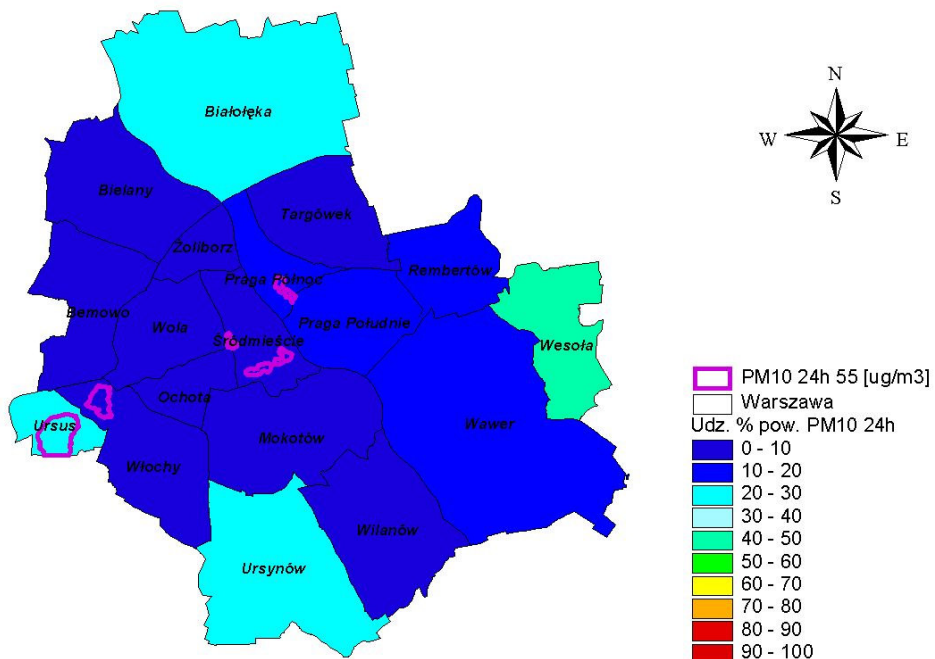 Białołęka
N
W E
S
Bielany
Targówek
Żoliborz
Rembertów
Praga Północ
Bemowo
Wola
Praga Południe
Śródmieście
Wesoła
Ochota
Ursus
Mokotów
Wawer
Włochy
Wilanów
Ursynów
PM10 24h 55 [ug/m3]
Warszawa
Udz. % pow. PM10 24h
0 - 10
10 - 20
20 - 30
30 - 40
40 - 50
50 - 60
60 - 70
70 - 80
80 - 90
90 - 100